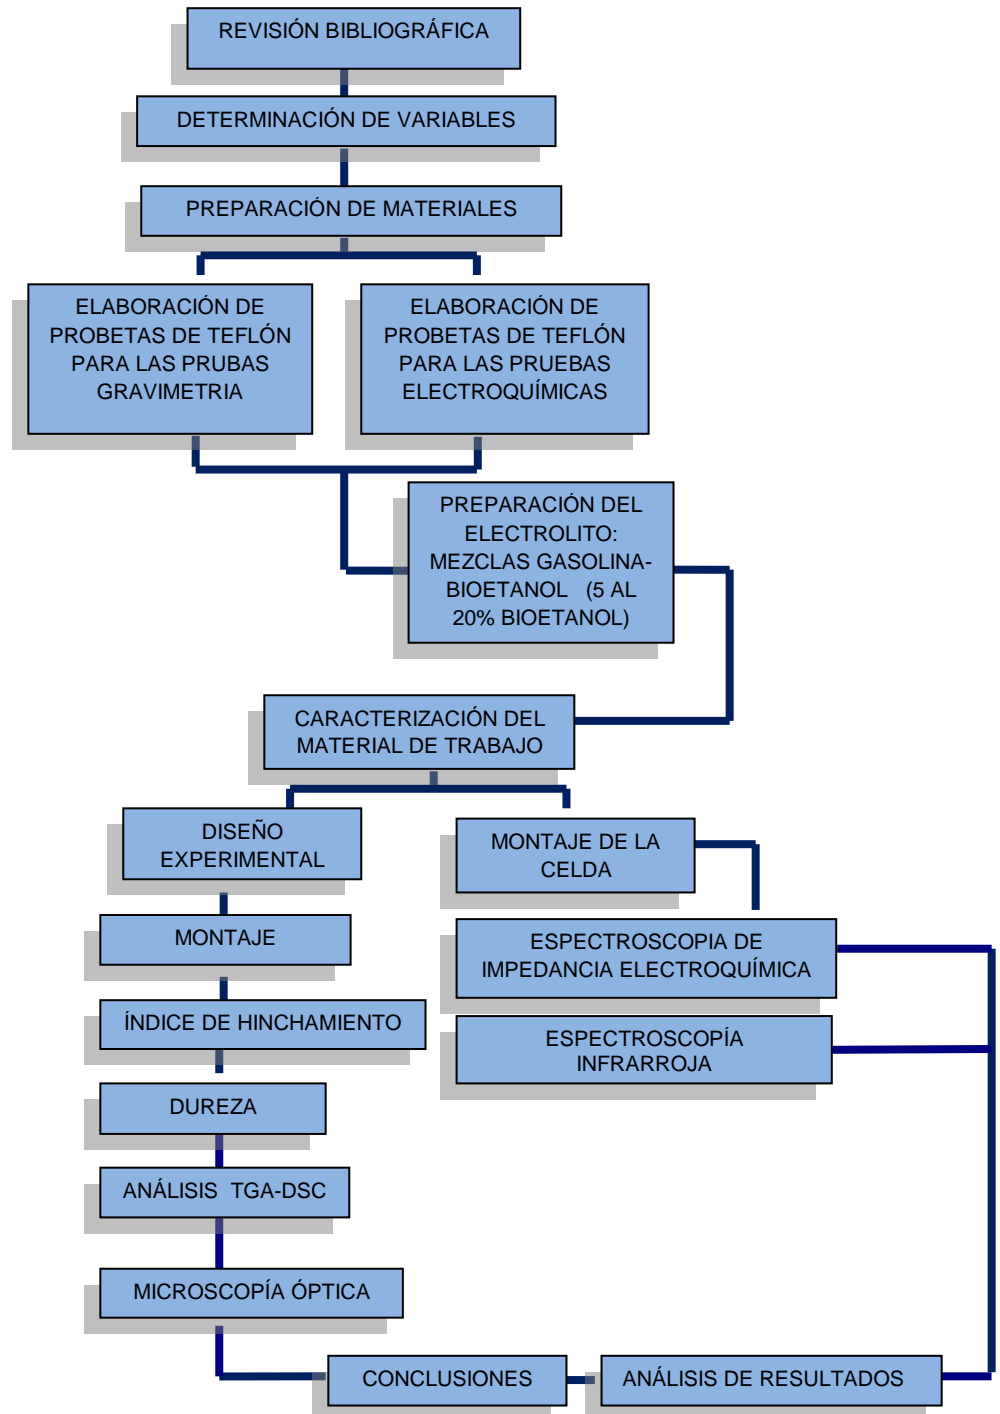 REVISIÓN BIBLIOGRÁFICA
DETERMINACIÓN DE VARIABLES
PREPARACIÓN DE MATERIALES
ELABORACIÓN DE
PROBETAS DE TEFLÓN
PARA LAS PRUBAS
GRAVIMETRIA
ELABORACIÓN DE
PROBETAS DE TEFLÓN
PARA LAS PRUEBAS
ELECTROQUÍMICAS
PREPARACIÓN DEL
ELECTROLITO:
MEZCLAS GASOLINA-
BIOETANOL (5 AL
20% BIOETANOL)
CARACTERIZACIÓN DEL
MATERIAL DE TRABAJO
DISEÑO
EXPERIMENTAL
MONTAJE
ÍNDICE DE HINCHAMIENTO
DUREZA
ANÁLISIS TGA-DSC
MICROSCOPÍA ÓPTICA
MONTAJE DE LA
CELDA
ESPECTROSCOPIA DE
IMPEDANCIA ELECTROQUÍMICA
ESPECTROSCOPÍA
INFRARROJA
CONCLUSIONES
ANÁLISIS DE RESULTADOS